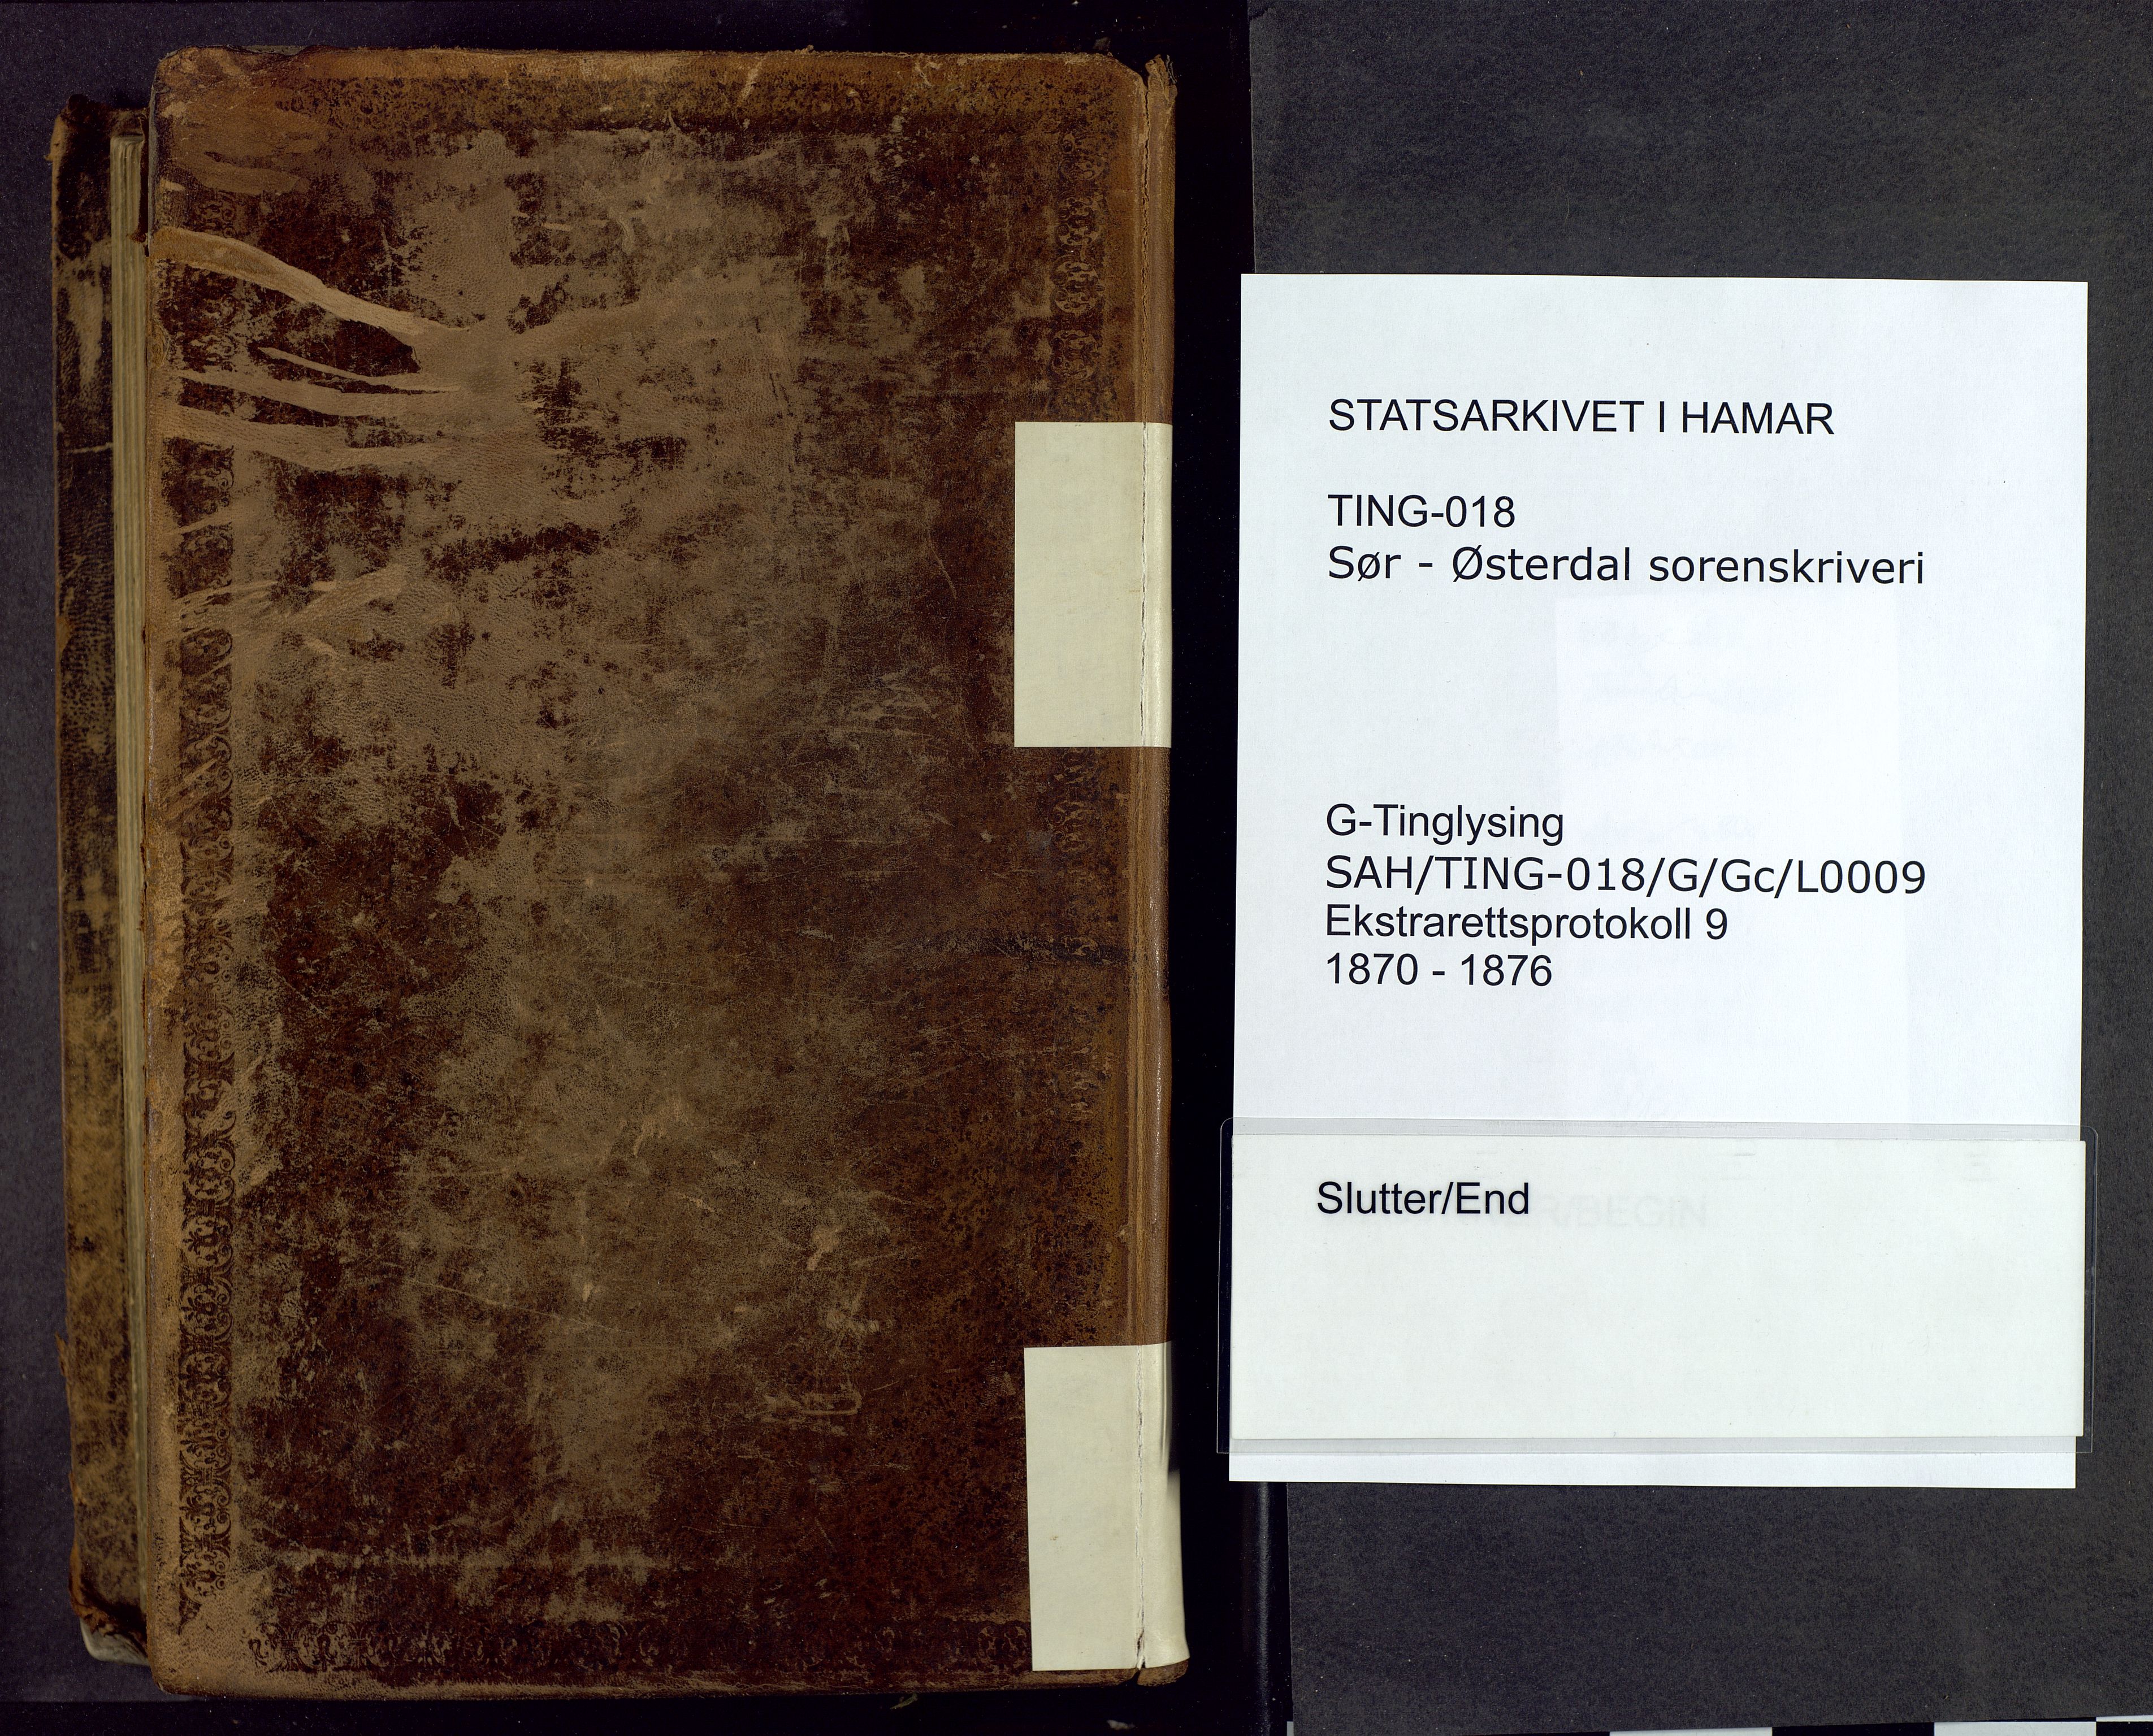 STATSARKIVET I HAMAR
TING-018
Sør - Østerdal sorenskriveri
G-Tinglysing
SAH/TING-018/G/Gc/L0009
Ekstrarettsprotokoll 9
1870 - 1876
Slutter/End